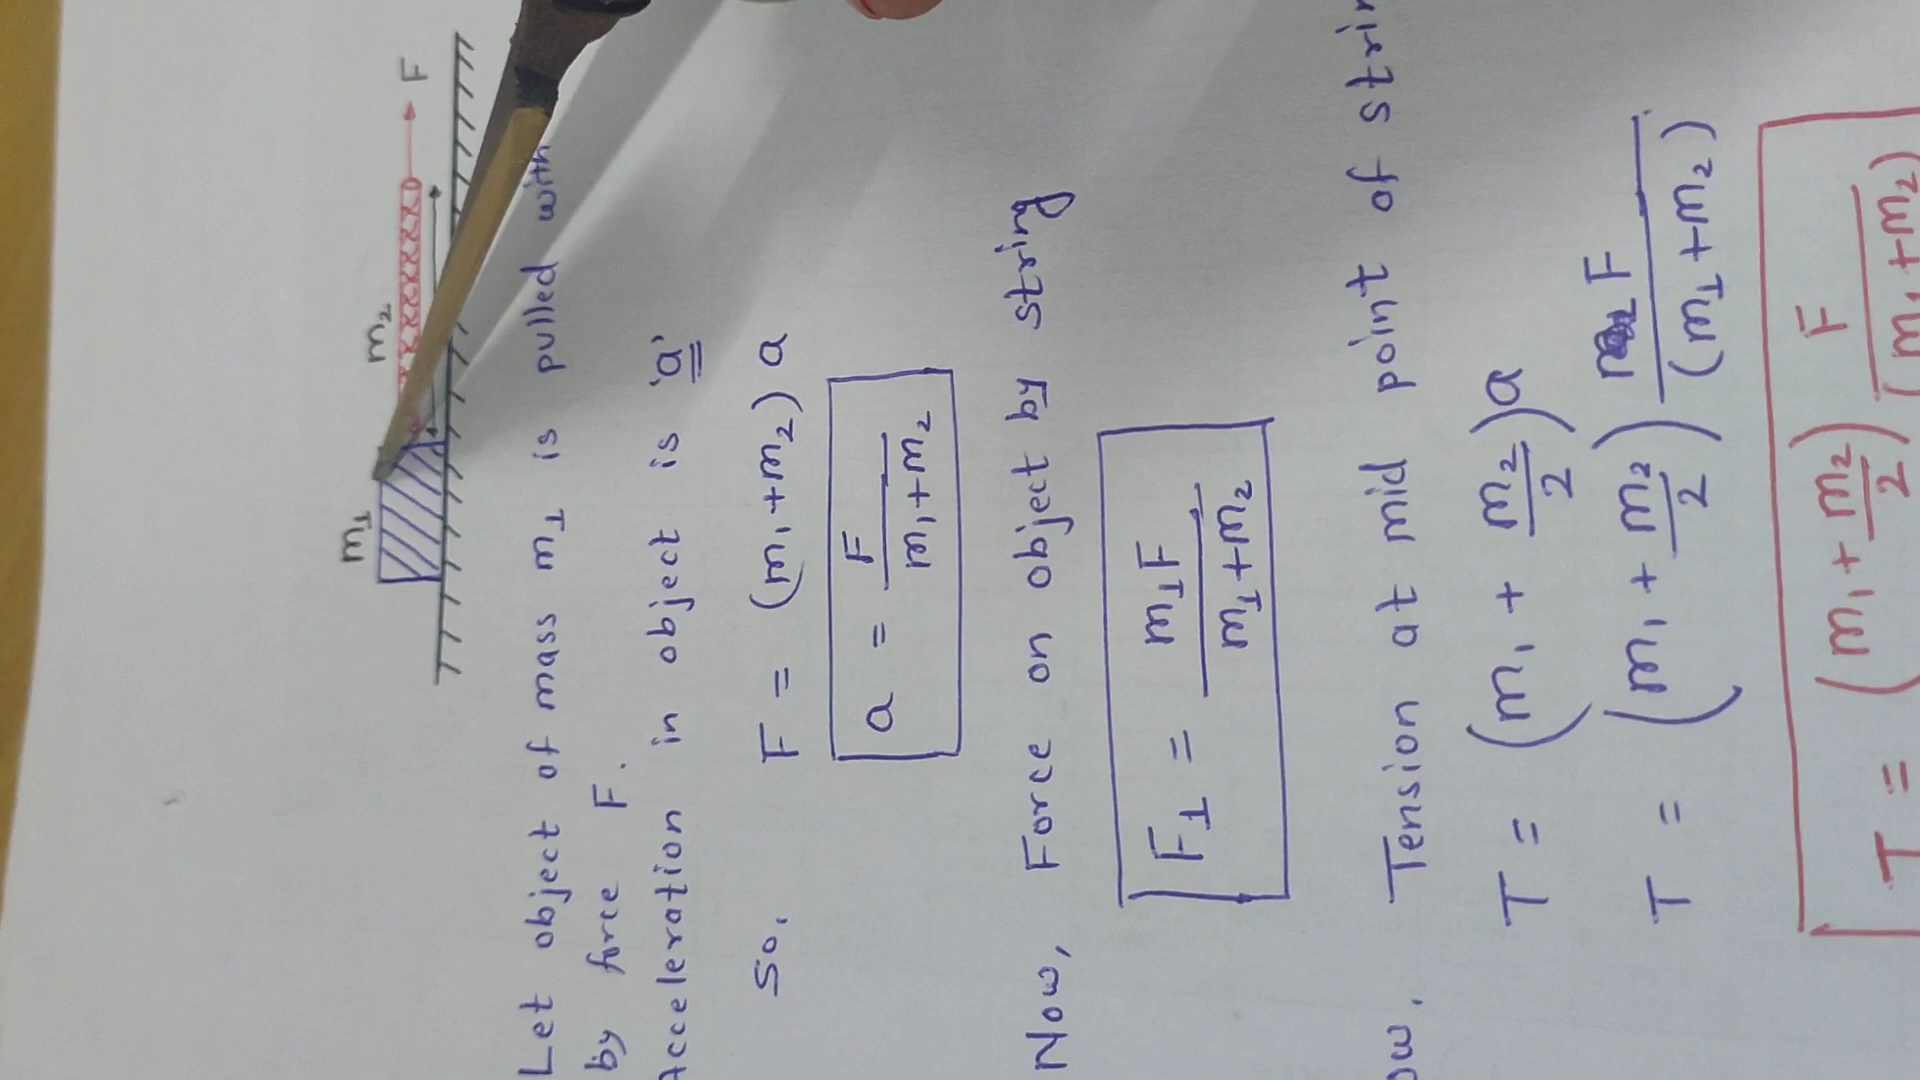 m₁ m₂ F
Let object of mass m₁ is pulled with
by force F.
Acceleration in object is 'a'
So, F = (m₁+m₂) a
a = F/(m₁+m₂)
Now, Force on object by string
F₁ = m₁F/(m₁+m₂)
Tension at mid point of
T = (m₁ + m₂/2) a
T = (m₁ + m₂/2) F/(m₁+m₂)
T = (m₁ + m₂/2) F/(m₁+m₂)